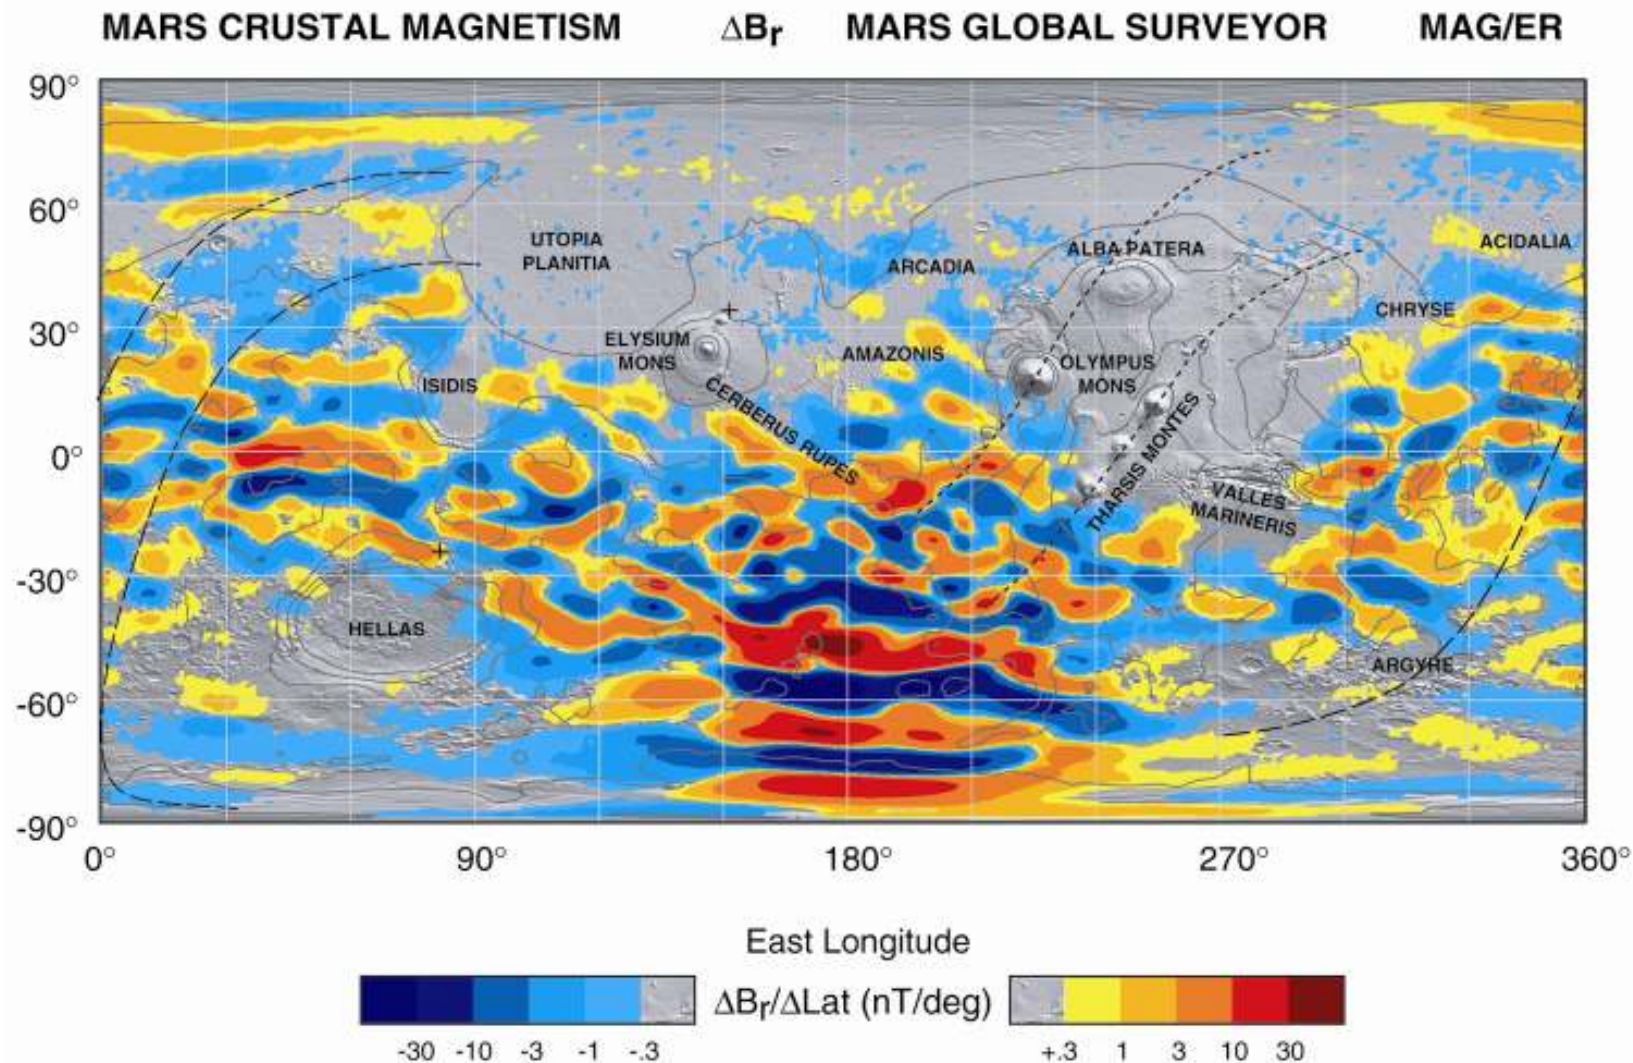 MARS CRUSTAL MAGNETISM ΔBr MARS GLOBAL SURVEYOR MAG/ER
90°
60°
30°
0°
-30°
-60°
-90°
UTOPIA
PLANITIA
ARCADIA
ALBA PATERA
ACIDALIA
CHRYSE
ELYSIUM
MONS
AMAZONIS
OLYMPUS
MONS
ISIDIS
CERBERUS RUPES
THARSIS MONTES
VALLES
MARINERIS
HELLAS
ARGYRE
0° 90° 180° 270° 360°
East Longitude
ΔBr/ΔLat (nT/deg)
-30 -10 -3 -1 -.3 +.3 1 3 10 30